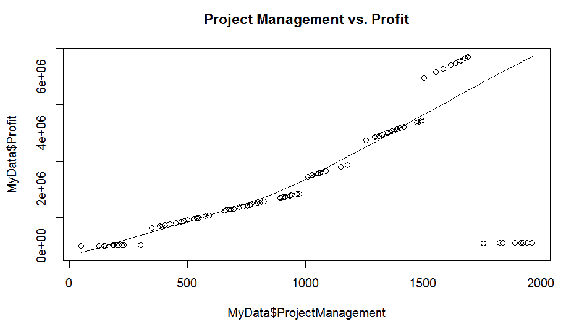 Project Management vs. Profit
MyData$Profit
6e+06
4e+06
2e+06
0e+00
0
500
1000
1500
2000
MyData$ProjectManagement